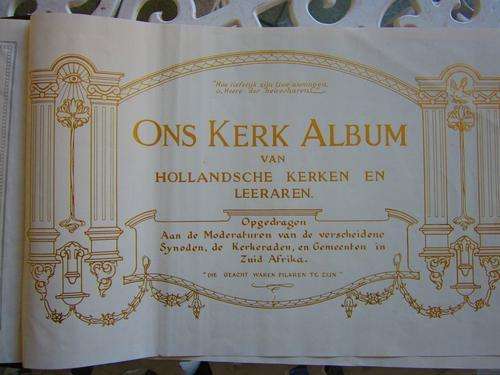 "Hoe lieflijk zijn Uwe woningen,
o, Heere der heerscharen!"
ONS KERK ALBUM
VAN
HOLLANDSCHE KERKEN EN
LEERAREN.
Opgedragen
Aan de Moderaturen van de verscheidene
Synoden, de Kerkeraden, en Gemeenten in
Zuid Afrika.
"DIE GEACHT WAREN PILAREN TE ZIJN"